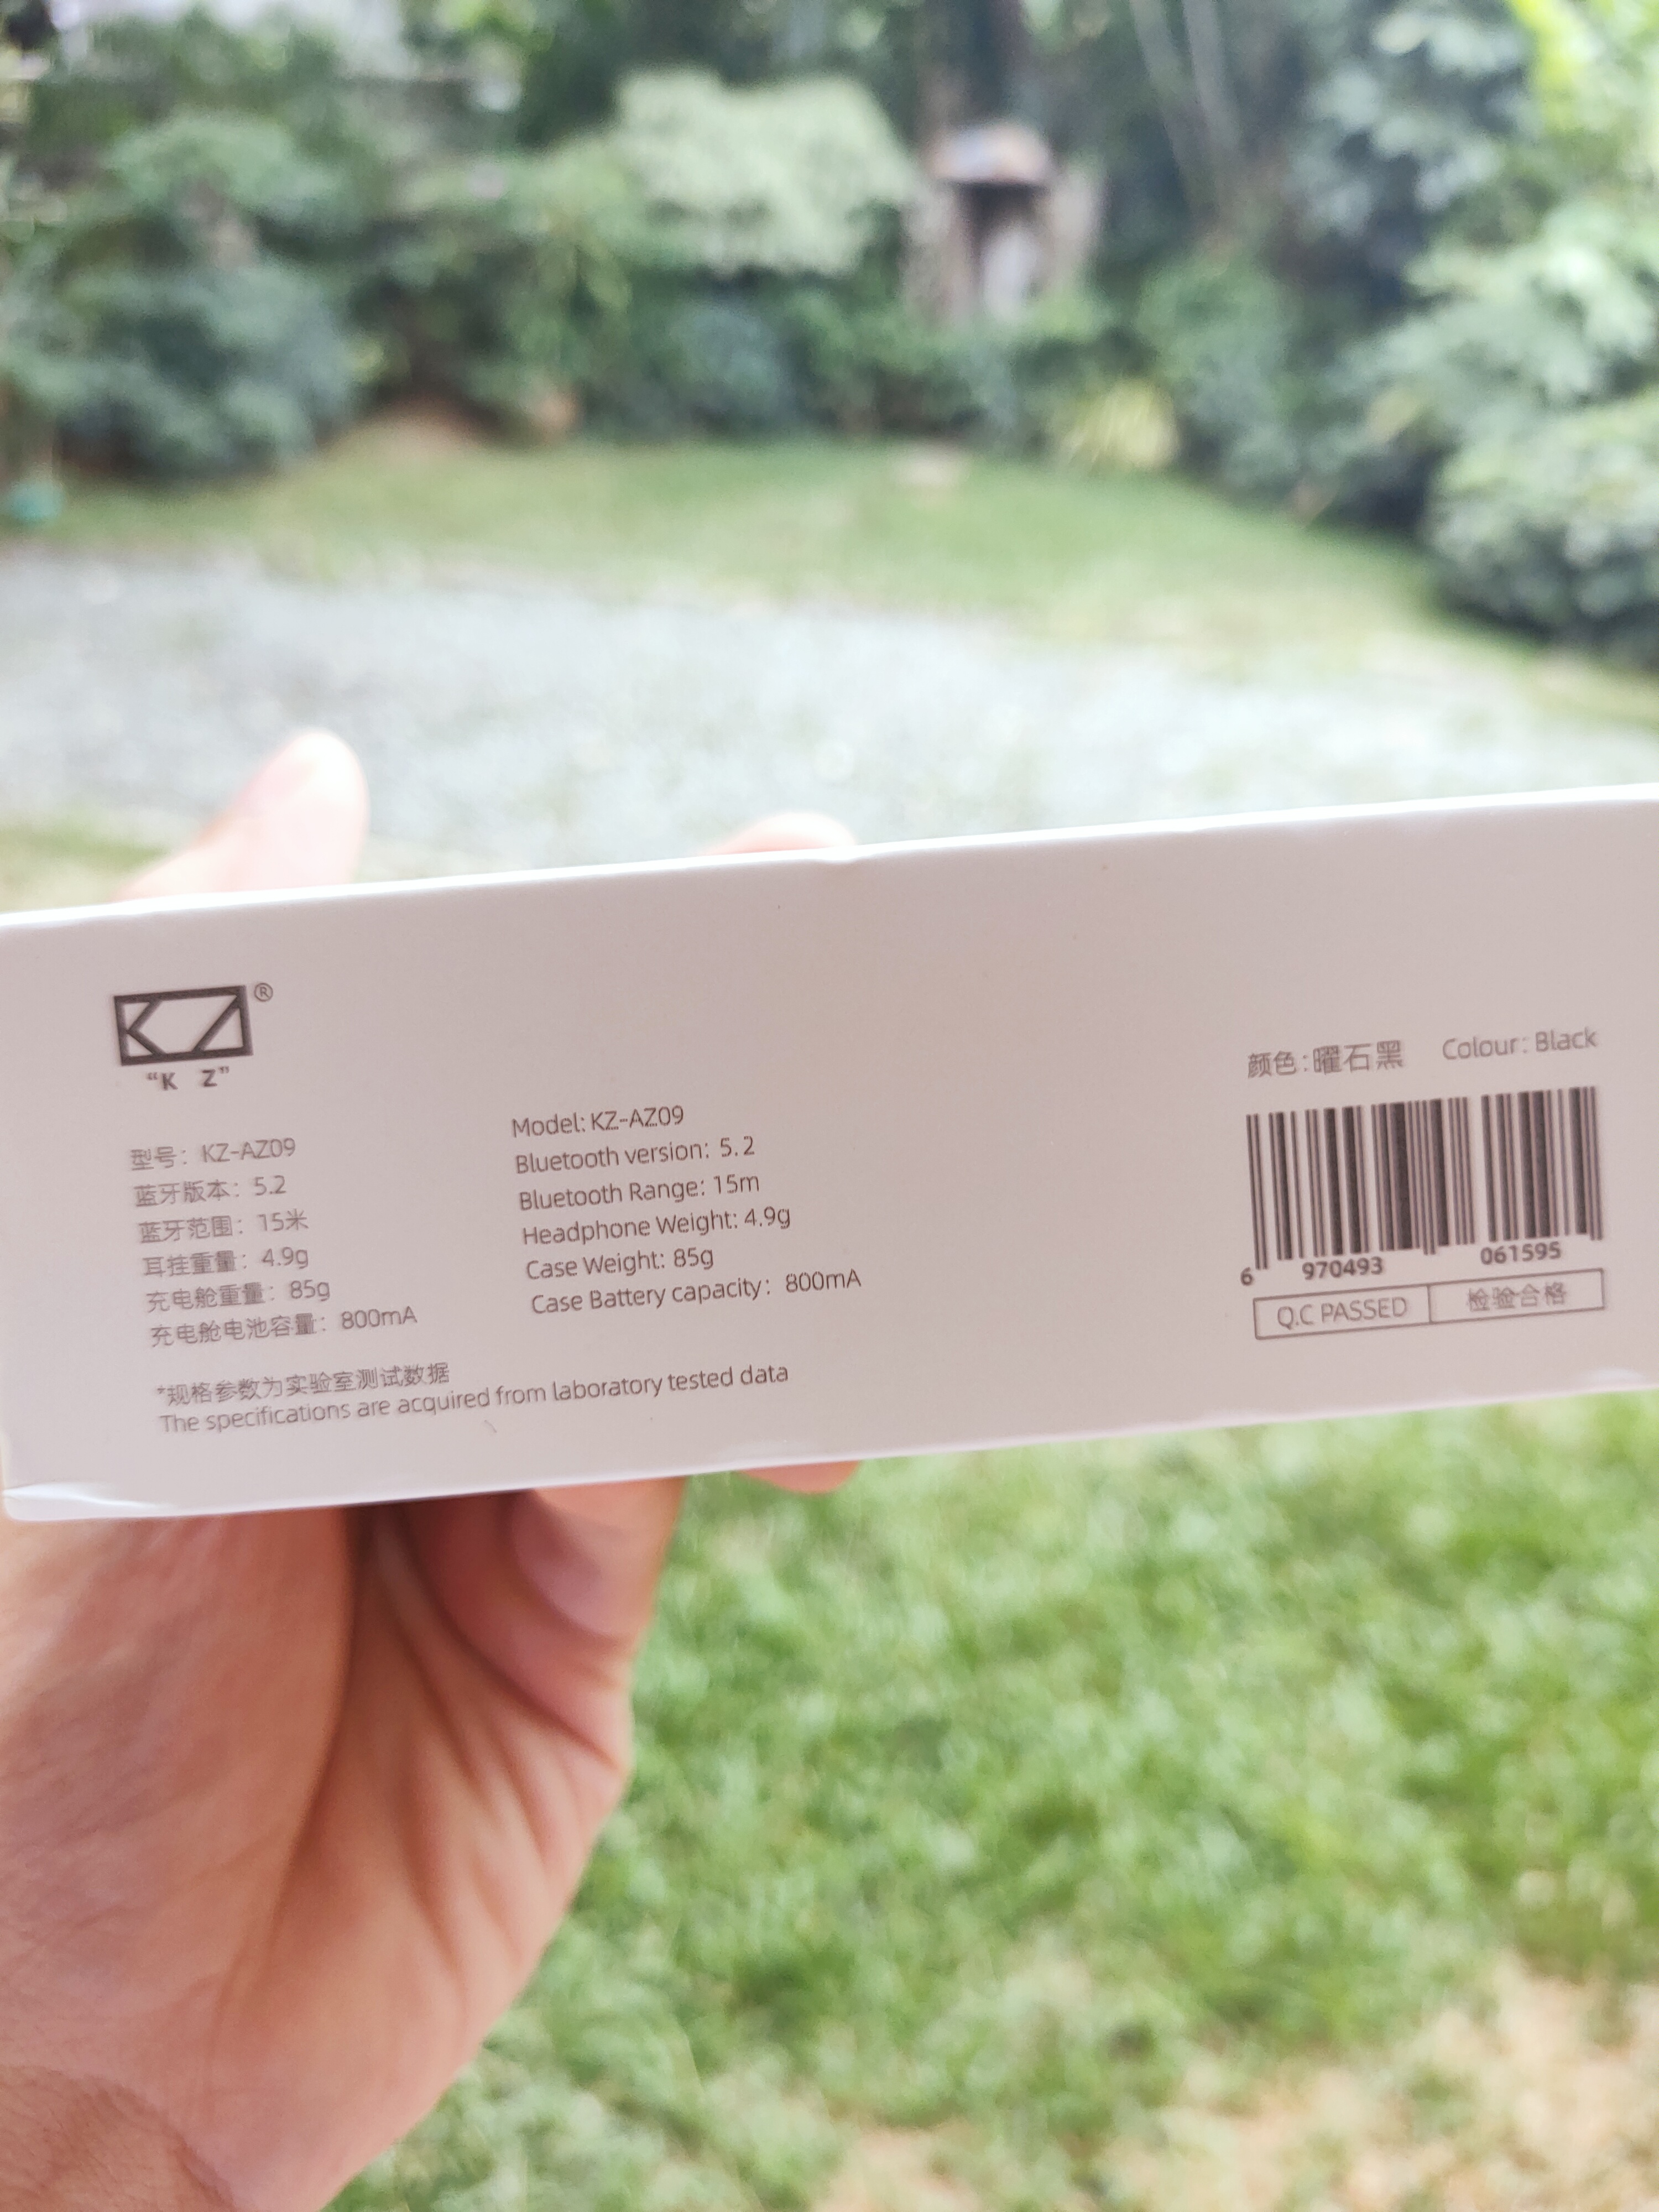 KZ®
“K Z”
型号：KZ-AZ09
蓝牙版本：5.2
蓝牙范围：15米
耳挂重量：4.9g
充电舱重量：85g
充电舱电池容量：800mA
Model: KZ-AZ09
Bluetooth version: 5.2
Bluetooth Range: 15m
Headphone Weight: 4.9g
Case Weight: 85g
Case Battery capacity: 800mA
*规格参数为实验室测试数据
The specifications are acquired from laboratory tested data
颜色:曜石黑 Colour: Black
6 970493 061595
Q.C PASSED 检验合格